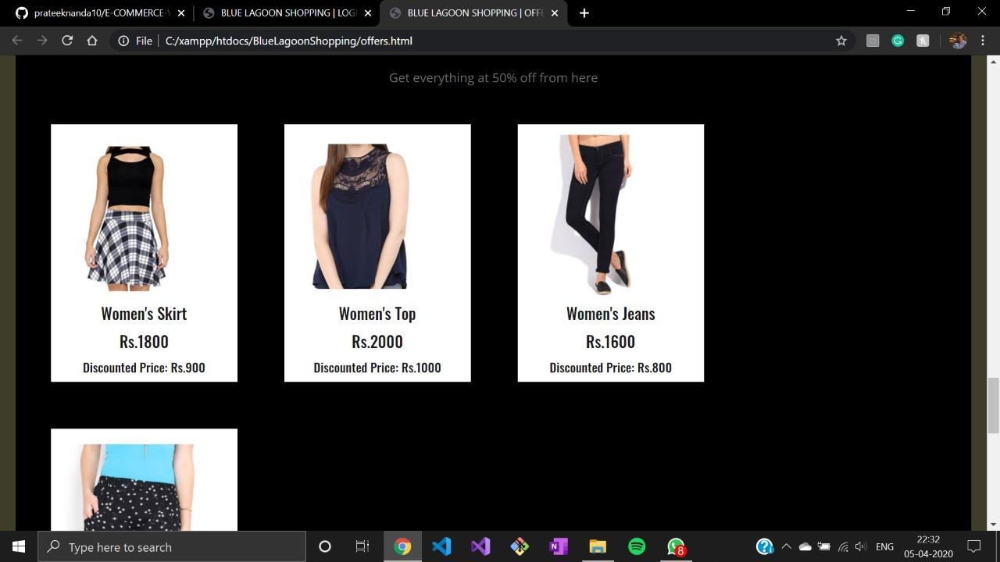 prateeknanda10/E-COMMERCE-
BLUE LAGOON SHOPPING | LOGI
BLUE LAGOON SHOPPING | OFFE
File
C:/xampp/htdocs/BlueLagoonShopping/offers.html
Get everything at 50% off from here
Women's Skirt
Rs.1800
Discounted Price: Rs.900
Women's Top
Rs.2000
Discounted Price: Rs.1000
Women's Jeans
Rs.1600
Discounted Price: Rs.800
Type here to search
8
ENG
22:32
05-04-2020